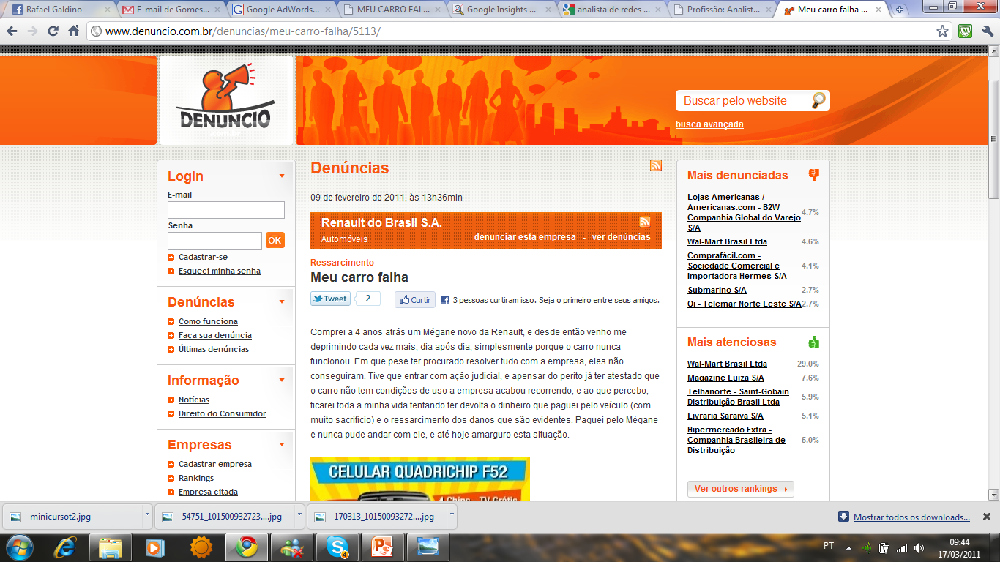 Rafael Galdino
E-mail de Gomes...
Google AdWords...
MEU CARRO FAL...
Google Insights ...
analista de redes ...
Profissão: Analist...
Meu carro falha ...
www.denuncio.com.br/denuncias/meu-carro-falha/5113/
DENUNCIO
Buscar pelo website
busca avançada
Login
E-mail
Senha
OK
Cadastrar-se
Esqueci minha senha
Denúncias
Como funciona
Faça sua denúncia
Últimas denúncias
Informação
Notícias
Direito do Consumidor
Empresas
Cadastrar empresa
Rankings
Empresa citada
Denúncias
09 de fevereiro de 2011, às 13h36min
Renault do Brasil S.A.
Automóveis
denunciar esta empresa - ver denúncias
Ressarcimento
Meu carro falha
Tweet 2 Curtir 3 pessoas curtiram isso. Seja o primeiro entre seus amigos.
Comprei a 4 anos atrás um Mégane novo da Renault, e desde então venho me
deprimindo cada vez mais, dia após dia, simplesmente porque o carro nunca
funcionou. Em que pese ter procurado resolver tudo com a empresa, eles não
conseguiram. Tive que entrar com ação judicial, e apensar do perito já ter atestado que
o carro não tem condições de uso a empresa acabou recorrendo, e ao que percebo,
ficarei toda a minha vida tentando ter devolta o dinheiro que paguei pelo veículo (com
muito sacrifício) e o ressarcimento dos danos que são evidentes. Paguei pelo Mégane
e nunca pude andar com ele, e até hoje amarguro esta situação.
CELULAR QUADRICHIP F52
4 Chips - TV Grátis
Mais denunciadas
Lojas Americanas /
Americanas.com - B2W
Companhia Global do Varejo
S/A
4.7%
Wal-Mart Brasil Ltda 4.6%
Comprafácil.com -
Sociedade Comercial e
Importadora Hermes S/A
4.1%
Submarino S/A 2.7%
Oi - Telemar Norte Leste S/A 2.7%
Mais atenciosas
Wal-Mart Brasil Ltda 29.0%
Magazine Luiza S/A 7.6%
Telhanorte - Saint-Gobain
Distribuição Brasil Ltda
5.9%
Livraria Saraiva S/A 5.1%
Hipermercado Extra -
Companhia Brasileira de
Distribuição
5.0%
Ver outros rankings
minicursot2.jpg
54751_101500932723....jpg
170313_10150093272....jpg
Mostrar todos os downloads...
4
PT
09:44
17/03/2011